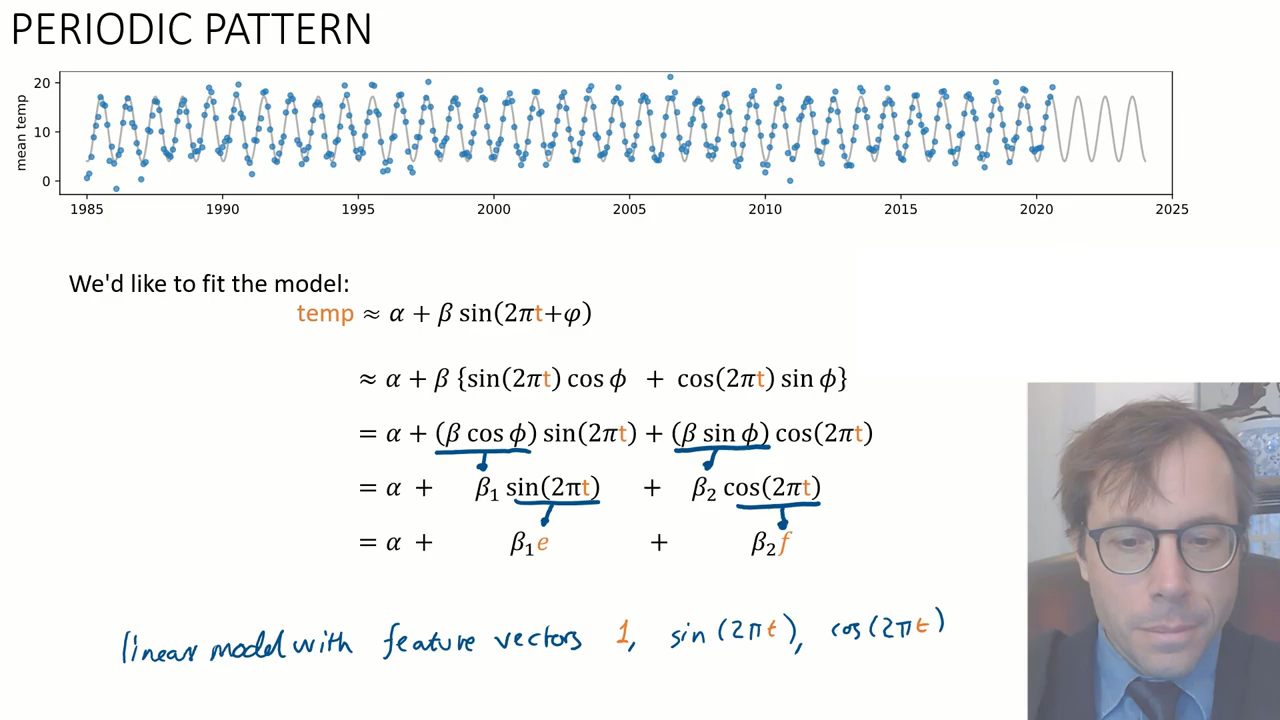 PERIODIC PATTERN
mean temp
20
10
0
1985 1990 1995 2000 2005 2010 2015 2020 2025
We'd like to fit the model:
temp ≈ α + β sin(2πt+φ)
≈ α + β {sin(2πt) cos ϕ + cos(2πt) sin ϕ}
= α + (β cos ϕ) sin(2πt) + (β sin ϕ) cos(2πt)
= α + β₁ sin(2πt) + β₂ cos(2πt)
= α + β₁e + β₂f
linear model with feature vectors 1, sin (2πt), cos (2πt)